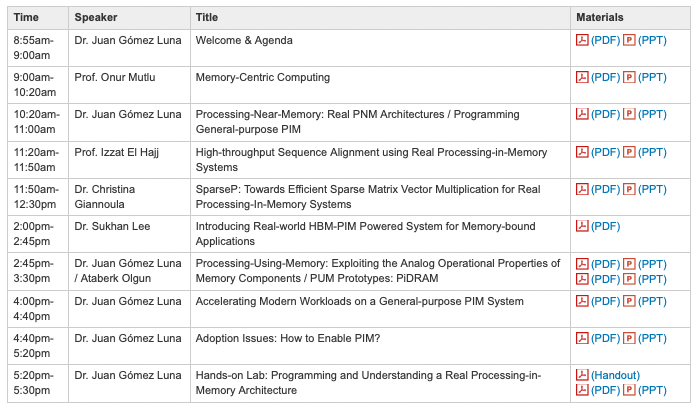 Time Speaker Title Materials
8:55am- Dr. Juan Gómez Luna Welcome & Agenda (PDF) (PPT)
9:00am
9:00am- Prof. Onur Mutlu Memory-Centric Computing (PDF) (PPT)
10:20am
10:20am- Dr. Juan Gómez Luna Processing-Near-Memory: Real PNM Architectures / Programming (PDF) (PPT)
11:00am General-purpose PIM
11:20am- Prof. Izzat El Hajj High-throughput Sequence Alignment using Real Processing-in-Memory (PDF) (PPT)
11:50am Systems
11:50am- Dr. Christina SparseP: Towards Efficient Sparse Matrix Vector Multiplication for Real (PDF) (PPT)
12:30pm Giannoula Processing-In-Memory Systems
2:00pm- Dr. Sukhan Lee Introducing Real-world HBM-PIM Powered System for Memory-bound (PDF)
2:45pm Applications
2:45pm- Dr. Juan Gómez Luna Processing-Using-Memory: Exploiting the Analog Operational Properties of (PDF) (PPT)
3:30pm / Ataberk Olgun Memory Components / PUM Prototypes: PiDRAM (PDF) (PPT)
4:00pm- Dr. Juan Gómez Luna Accelerating Modern Workloads on a General-purpose PIM System (PDF) (PPT)
4:40pm
4:40pm- Dr. Juan Gómez Luna Adoption Issues: How to Enable PIM? (PDF) (PPT)
5:20pm
5:20pm- Dr. Juan Gómez Luna Hands-on Lab: Programming and Understanding a Real Processing-in- (Handout)
5:30pm Memory Architecture (PDF) (PPT)